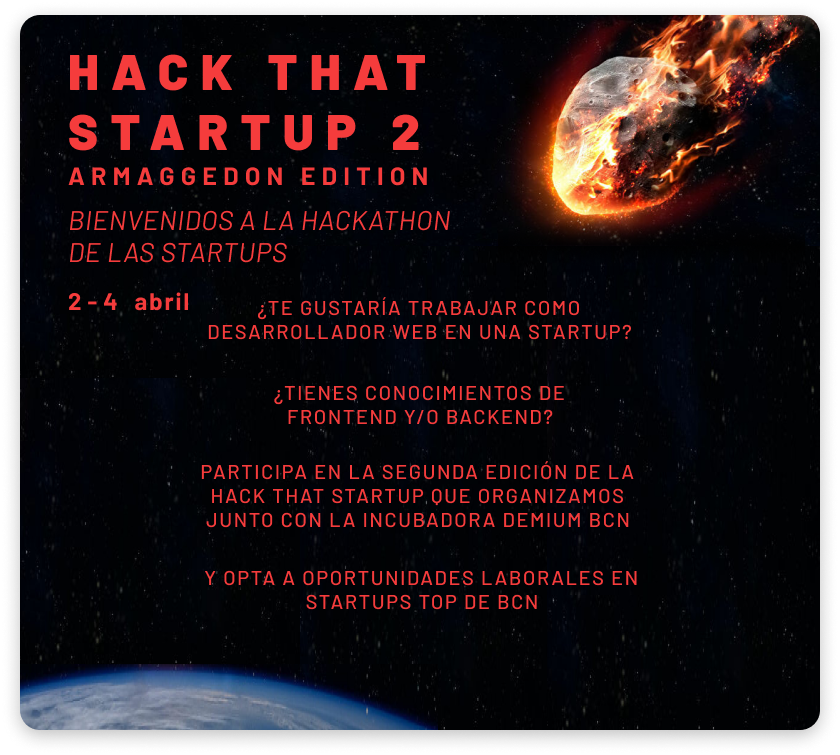 HACK THAT
STARTUP 2
ARMAGGEDON EDITION
BIENVENIDOS A LA HACKATHON
DE LAS STARTUPS
2-4 abril
¿TE GUSTARÍA TRABAJAR COMO
DESARROLLADOR WEB EN UNA STARTUP?
¿TIENES CONOCIMIENTOS DE
FRONTEND Y/O BACKEND?
PARTICIPA EN LA SEGUNDA EDICIÓN DE LA
HACK THAT STARTUP QUE ORGANIZAMOS
JUNTO CON LA INCUBADORA DEMIUM BCN
Y OPTA A OPORTUNIDADES LABORALES EN
STARTUPS TOP DE BCN